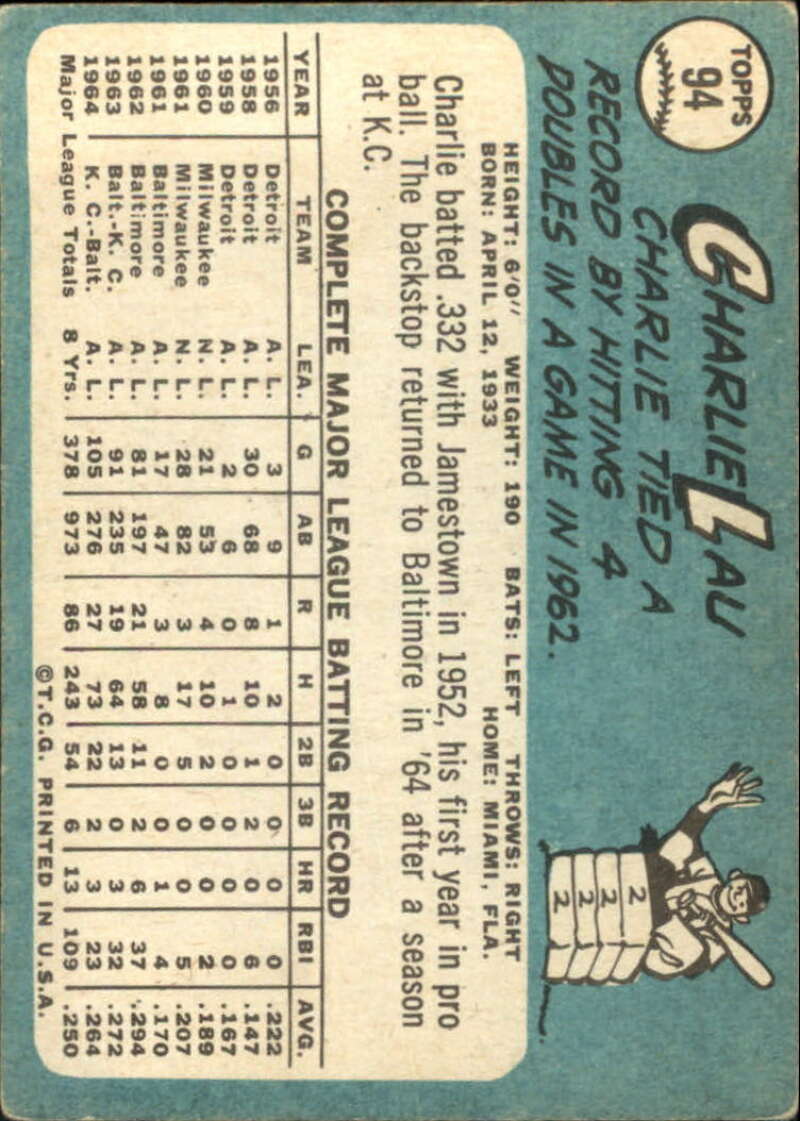 TOPPS
94
CHARLIE LAU
CHARLIE TIED A
RECORD BY HITTING 4
DOUBLES IN A GAME IN 1962.
2
2
2
2
HEIGHT: 6'0" WEIGHT: 190 BATS: LEFT THROWS: RIGHT
BORN: APRIL 12, 1933 HOME: MIAMI, FLA.
Charlie batted .332 with Jamestown in 1952, his first year in pro
ball. The backstop returned to Baltimore in '64 after a season
at K.C.
COMPLETE MAJOR LEAGUE BATTING RECORD
YEAR TEAM LEA. G AB R H 2B 3B HR RBI AVG.
1956 Detroit A. L. 3 9 1 2 0 0 0 0 .222
1958 Detroit A. L. 30 68 8 10 1 2 0 6 .147
1959 Detroit A. L. 2 6 0 1 0 0 0 0 .167
1960 Milwaukee N. L. 21 53 4 10 2 0 0 2 .189
1961 Milwaukee N. L. 28 82 3 17 5 0 0 5 .207
1961 Baltimore A. L. 17 47 3 8 0 0 1 4 .170
1962 Baltimore A. L. 81 197 21 58 11 2 6 37 .294
1963 Balt.-K. C. A. L. 91 235 19 64 13 0 3 32 .272
1964 K. C.-Balt. A. L. 105 276 27 73 22 2 3 23 .264
Major League Totals 8 Yrs. 378 973 86 243 54 6 13 109 .250
©T.C.G. PRINTED IN U.S.A.